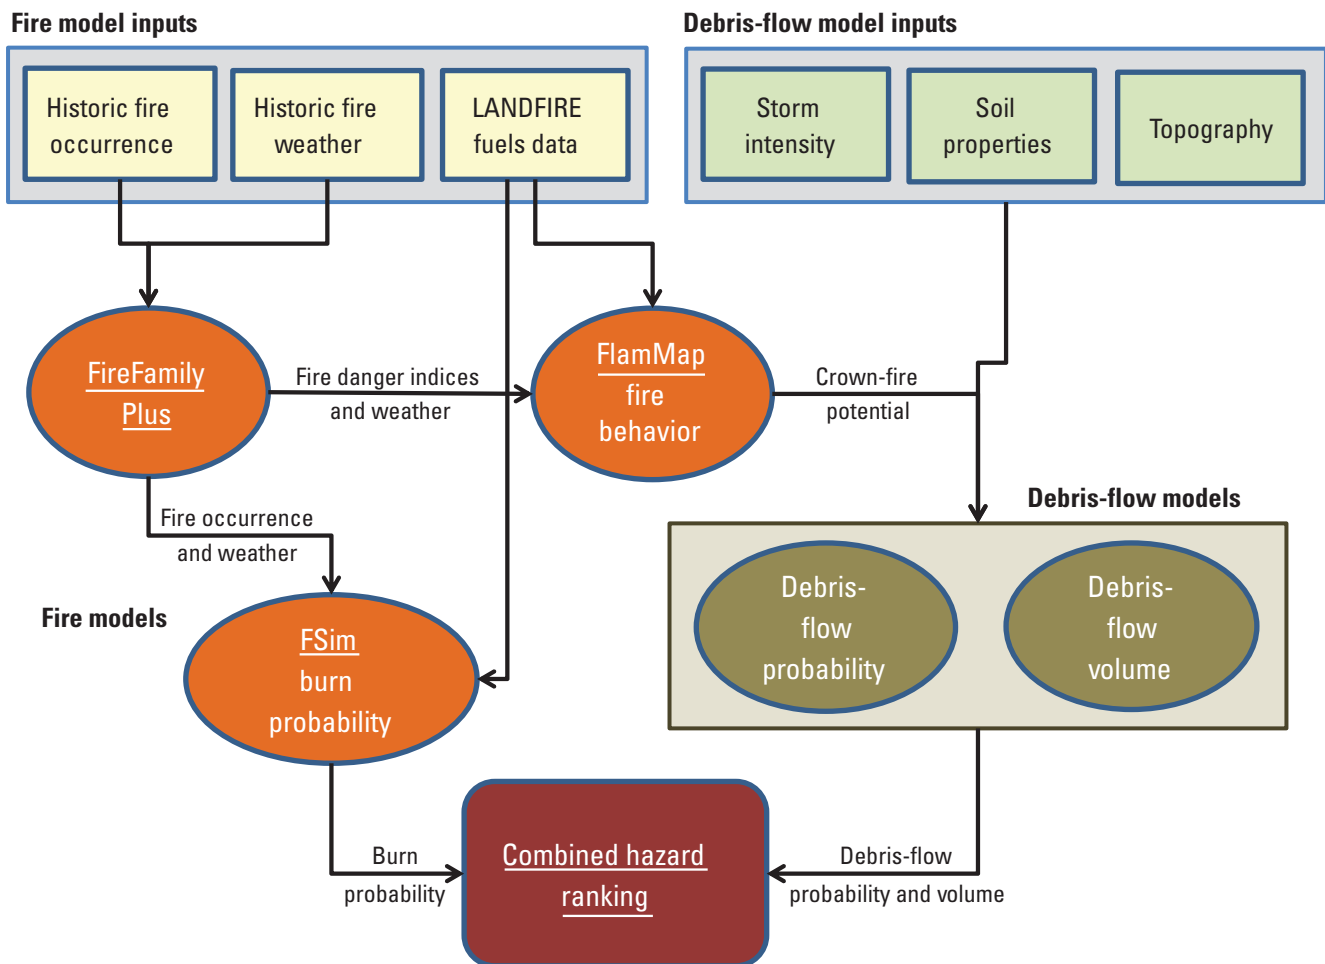 Fire model inputs
Historic fire
occurrence
Historic fire
weather
LANDFIRE
fuels data
Debris-flow model inputs
Storm
intensity
Soil
properties
Topography
FireFamily
Plus
Fire danger indices
and weather
FlamMap
fire
behavior
Crown-fire
potential
Fire occurrence
and weather
Fire models
FSim
burn
probability
Debris-flow models
Debris-
flow
probability
Debris-
flow
volume
Burn
probability
Combined hazard
ranking
Debris-flow
probability and volume